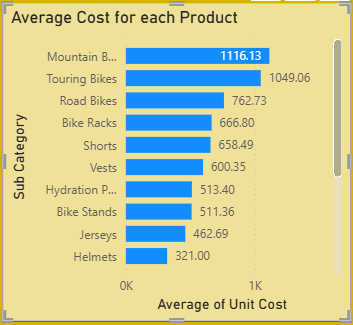 Average Cost for each Product
Sub Category
Mountain B... 1116.13
Touring Bikes 1049.06
Road Bikes 762.73
Bike Racks 666.80
Shorts 658.49
Vests 600.35
Hydration P... 513.40
Bike Stands 511.36
Jerseys 462.69
Helmets 321.00
0K 1K
Average of Unit Cost